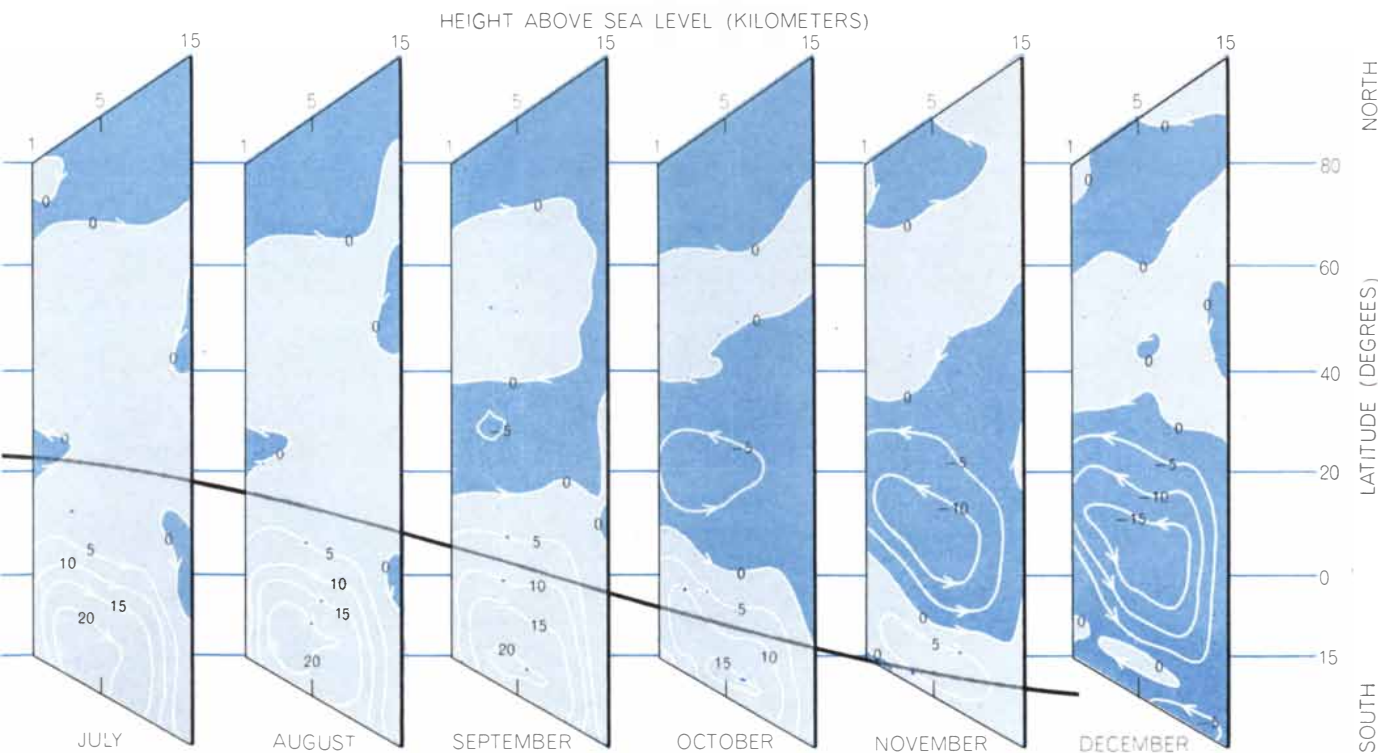 HEIGHT ABOVE SEA LEVEL (KILOMETERS)
15 15 15 15 15 15
5 5 5 5 5 5
1 1 1 1 1 1
NORTH
80
60
40
20
0
15
LATITUDE (DEGREES)
SOUTH
0 0 0 0 5 10 15 20
0 0 0 0 5 10 15 20
0 0 -5 0 0 5 10 15 20
0 0 -5 0 5 10 15
0 0 -5 -10 0 5 0
0 0 0 0 0 0 -5 -10 -15 0 0 0
JULY AUGUST SEPTEMBER OCTOBER NOVEMBER DECEMBER